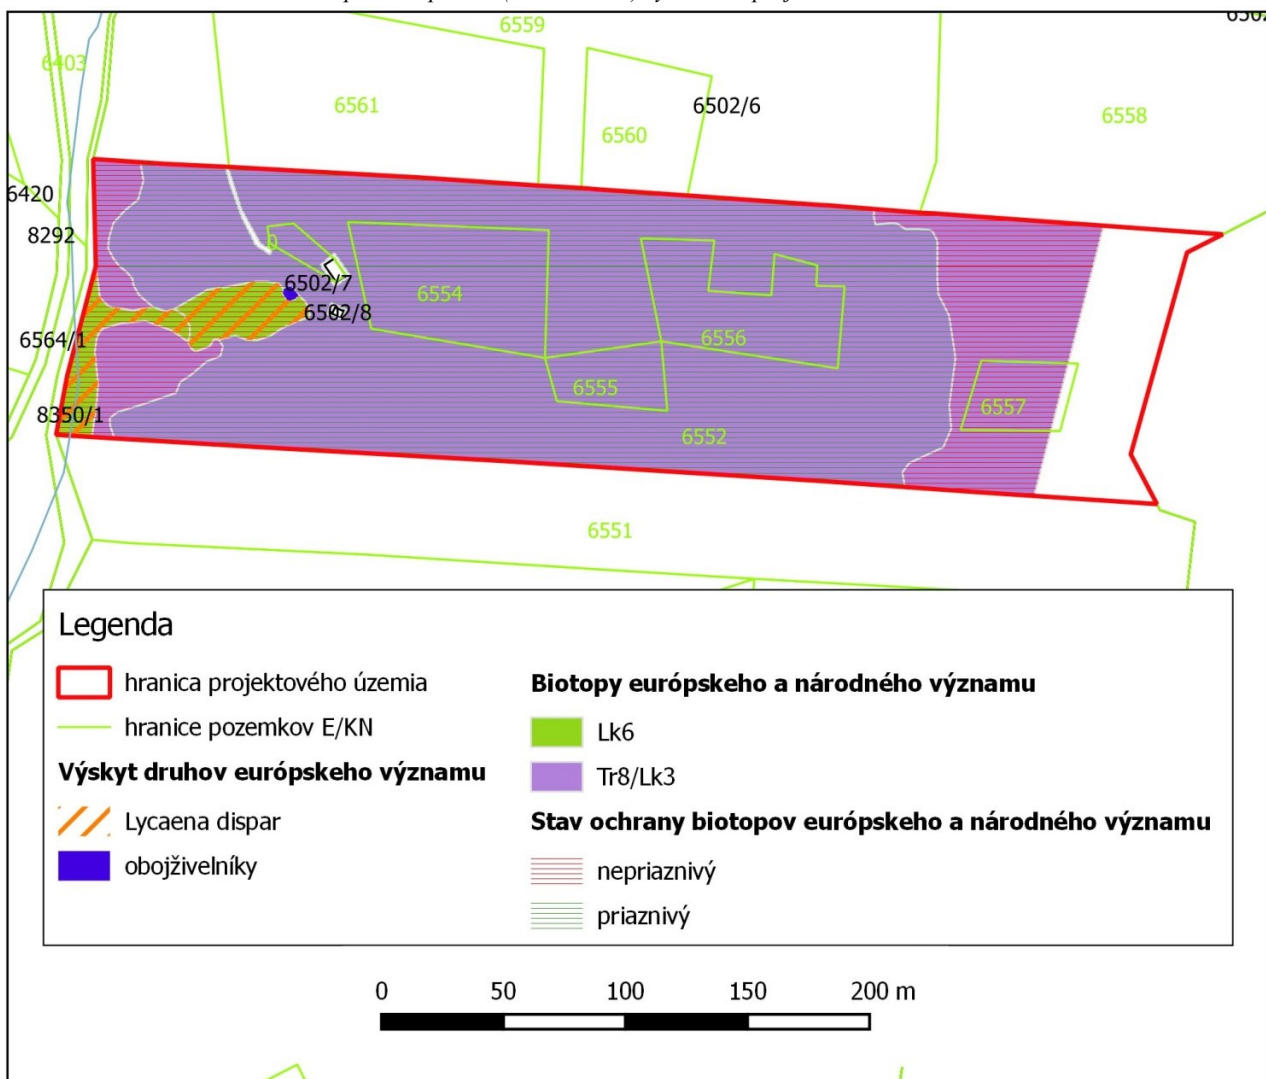 6559
6403
6561
6502/6
6560
6558
6420
8292
0
6502/7
6554
6502/8
6564/1
6556
6555
6557
8350/1
6552
6551
Legenda
hranica projektového územia
hranice pozemkov E/KN
Výskyt druhov európskeho významu
Lycaena dispar
obojživelníky
Biotopy európskeho a národného významu
Lk6
Tr8/Lk3
Stav ochrany biotopov európskeho a národného významu
nepriaznivý
priaznivý
0 50 100 150 200 m